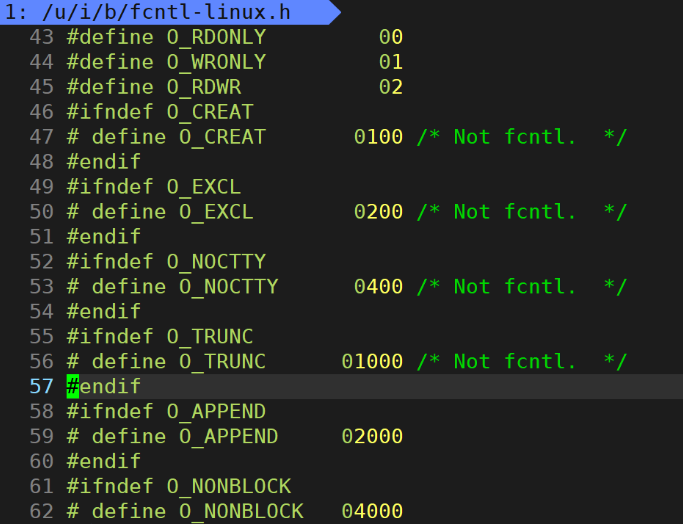 1: /u/i/b/fcntl-linux.h
43 #define O_RDONLY         00
44 #define O_WRONLY         01
45 #define O_RDWR           02
46 #ifndef O_CREAT
47 # define O_CREAT       0100 /* Not fcntl.  */
48 #endif
49 #ifndef O_EXCL
50 # define O_EXCL        0200 /* Not fcntl.  */
51 #endif
52 #ifndef O_NOCTTY
53 # define O_NOCTTY      0400 /* Not fcntl.  */
54 #endif
55 #ifndef O_TRUNC
56 # define O_TRUNC      01000 /* Not fcntl.  */
57 #endif
58 #ifndef O_APPEND
59 # define O_APPEND     02000
60 #endif
61 #ifndef O_NONBLOCK
62 # define O_NONBLOCK   04000